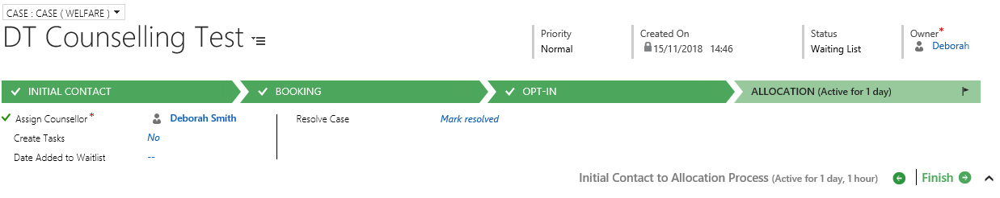 CASE : CASE ( WELFARE )
DT Counselling Test
Priority
Normal
Created On
15/11/2018 14:46
Status
Waiting List
Owner*
Deborah
INITIAL CONTACT
BOOKING
OPT-IN
ALLOCATION (Active for 1 day)
Assign Counsellor* Deborah Smith
Create Tasks No
Date Added to Waitlist --
Resolve Case Mark resolved
Initial Contact to Allocation Process (Active for 1 day, 1 hour) Finish